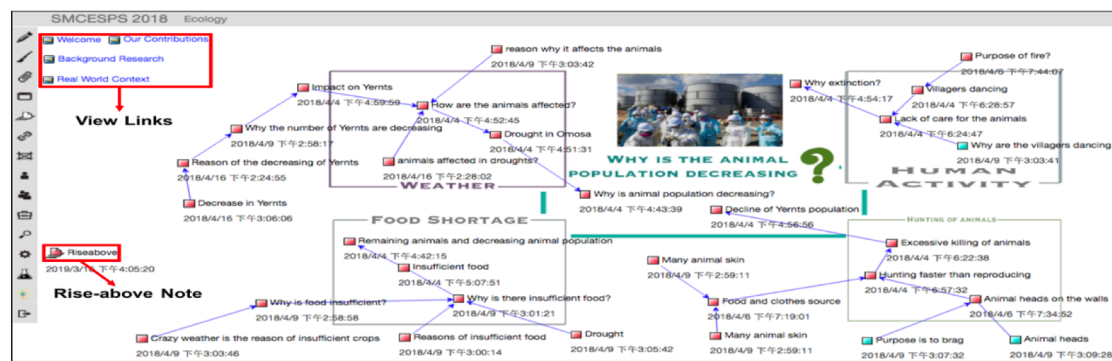 SMCESPS 2018 Ecology
Welcome Our Contributions
Background Research
Real World Context
View Links
reason why it affects the animals
2018/4/9 下午3:03:42
Impact on Yernts
2018/4/4 下午4:59:59
How are the animals affected?
2018/4/4 下午4:52:45
Why the number of Yernts are decreasing
2018/4/9 下午2:58:17
Drought in Omosa
2018/4/4 下午4:51:31
Reason of the decreasing of Yernts
2018/4/16 下午2:24:55
animals affected in droughts?
2018/4/16 下午2:28:02
WEATHER
Decrease in Yernts
2018/4/16 下午3:06:06
WHY IS THE ANIMAL
POPULATION DECREASING ?
Why is animal population decreasing?
2018/4/4 下午4:43:39
Purpose of fire?
2018/4/6 下午7:44:07
Why extinction?
2018/4/4 下午4:54:17
Villagers dancing
2018/4/4 下午6:28:57
Lack of care for the animals
2018/4/4 下午6:24:47
Why are the villagers dancing
2018/4/9 下午3:03:41
HUMAN
ACTIVITY
FOOD SHORTAGE
Remaining animals and decreasing animal population
2018/4/4 下午4:42:15
Insufficient food
2018/4/4 下午5:07:51
Why is food insufficient?
2018/4/9 下午2:58:58
Why is there insufficient food?
2018/4/9 下午3:01:21
Crazy weather is the reason of insufficient crops
2018/4/9 下午3:03:46
Reasons of insufficient food
2018/4/9 下午3:00:14
Drought
2018/4/9 下午3:05:42
Riseabove
2019/3/1 下午4:05:20
Rise-above Note
Decline of Yernts population
2018/4/4 下午4:56:56
HUNTING OF ANIMALS
Excessive killing of animals
2018/4/4 下午6:22:38
Many animal skin
2018/4/9 下午2:59:11
Hunting faster than reproducing
2018/4/4 下午6:57:32
Food and clothes source
2018/4/6 下午7:19:01
Animal heads on the walls
2018/4/6 下午7:34:52
Many animal skin
2018/4/9 下午2:59:11
Purpose is to brag
2018/4/9 下午3:07:32
Animal heads
2018/4/9 下午3:09:28